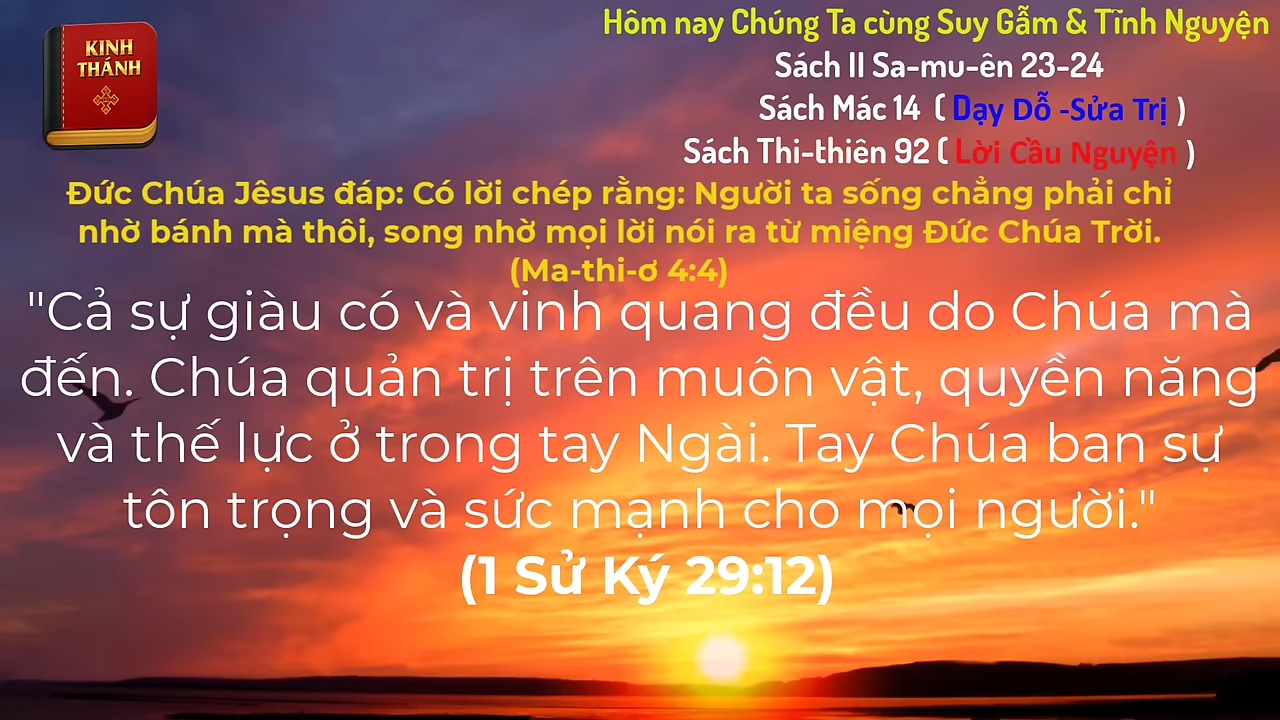 KINH
THÁNH
Hôm nay Chúng Ta cùng Suy Gẫm & Tĩnh Nguyện
Sách II Sa-mu-ên 23-24
Sách Mác 14 ( Dạy Dỗ -Sửa Trị )
Sách Thi-thiên 92 ( Lời Cầu Nguyện )
Đức Chúa Jêsus đáp: Có lời chép rằng: Người ta sống chẳng phải chỉ
nhờ bánh mà thôi, song nhờ mọi lời nói ra từ miệng Đức Chúa Trời.
(Ma-thi-ơ 4:4)
"Cả sự giàu có và vinh quang đều do Chúa mà
đến. Chúa quản trị trên muôn vật, quyền năng
và thế lực ở trong tay Ngài. Tay Chúa ban sự
tôn trọng và sức mạnh cho mọi người."
(1 Sử Ký 29:12)